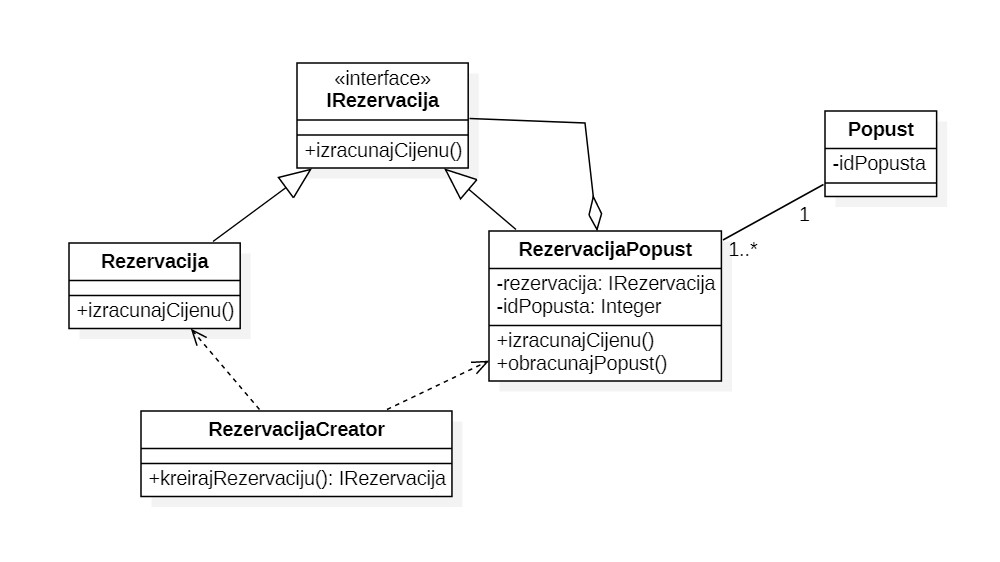 «interface»
IRezervacija
+izracunajCijenu()
Popust
-idPopusta
1
1..*
Rezervacija
+izracunajCijenu()
RezervacijaPopust
-rezervacija: IRezervacija
-idPopusta: Integer
+izracunajCijenu()
+obracunajPopust()
RezervacijaCreator
+kreirajRezervaciju(): IRezervacija